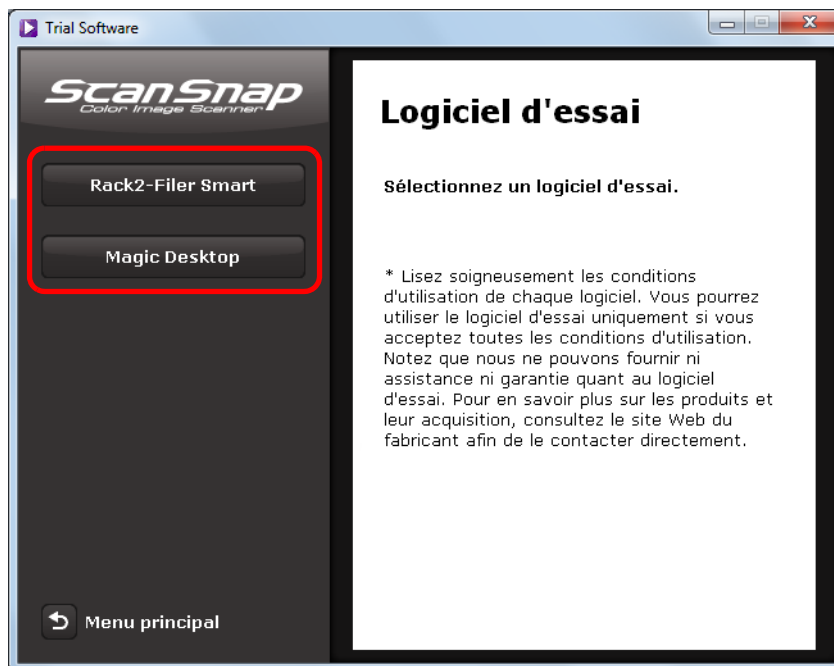 Trial Software
ScanSnap
Color Image Scanner
Rack2-Filer Smart
Magic Desktop
Menu principal
Logiciel d'essai
Sélectionnez un logiciel d'essai.
* Lisez soigneusement les conditions
d'utilisation de chaque logiciel. Vous pourrez
utiliser le logiciel d'essai uniquement si vous
acceptez toutes les conditions d'utilisation.
Notez que nous ne pouvons fournir ni
assistance ni garantie quant au logiciel
d'essai. Pour en savoir plus sur les produits et
leur acquisition, consultez le site Web du
fabricant afin de le contacter directement.